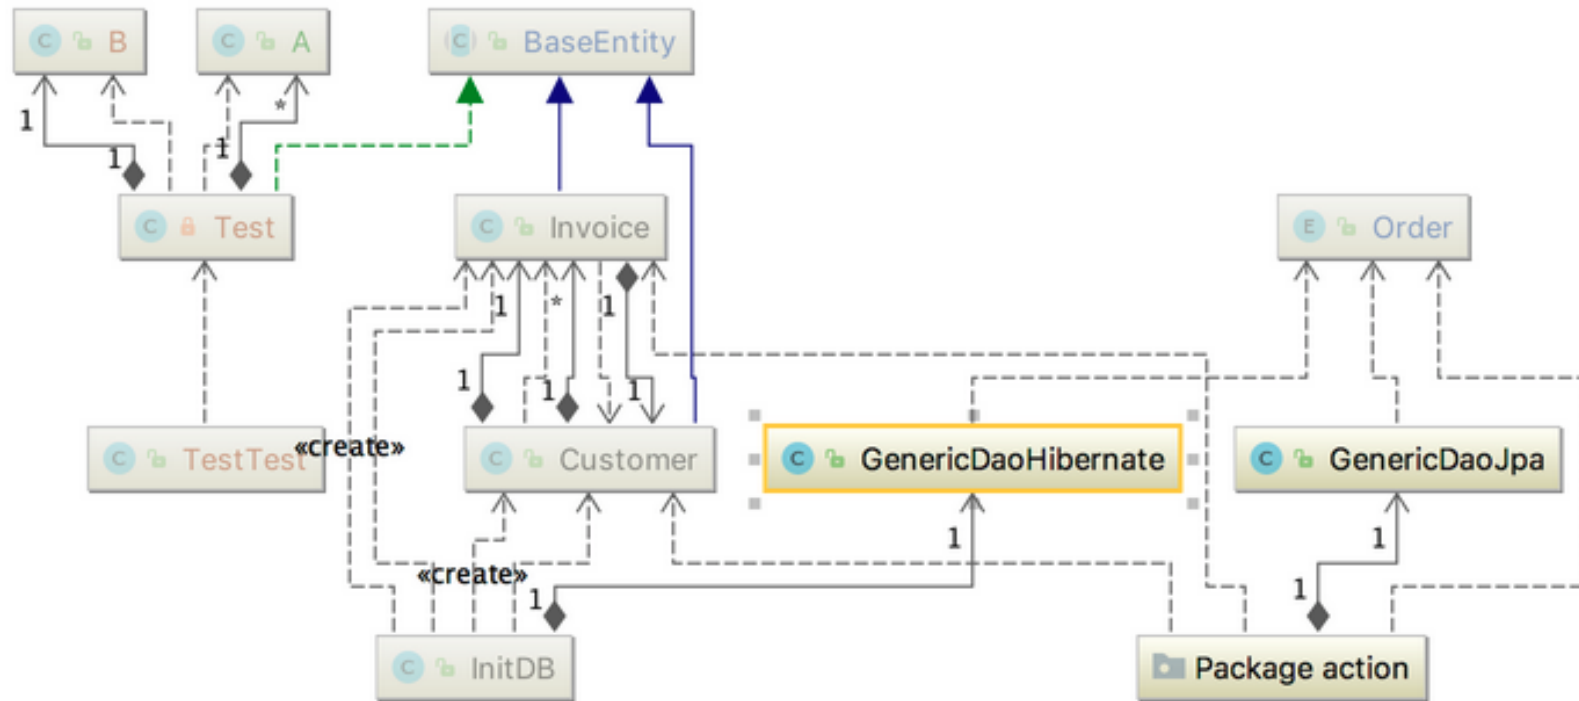 C B
C A
C BaseEntity
1
*
1
1
C Test
C Invoice
E Order
1
*
1
1
1
1
C TestTest
«create»
C Customer
C GenericDaoHibernate
C GenericDaoJpa
1
1
«create»
1
1
C InitDB
Package action